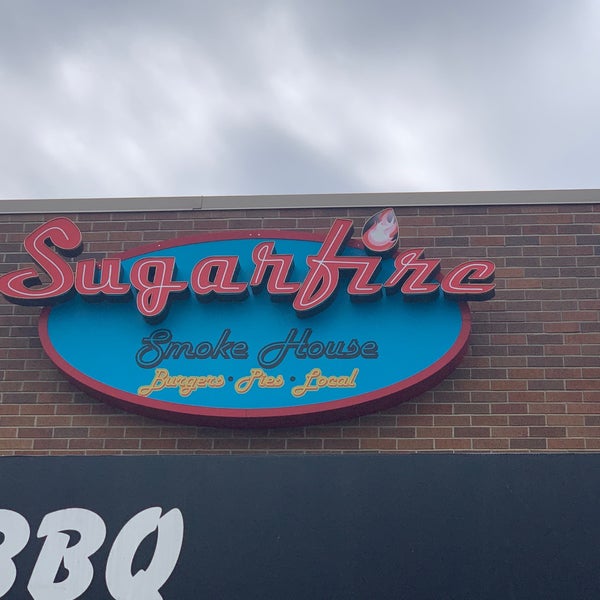 Sugarfire
Smoke House
Burgers • Pies • Local
BBQ